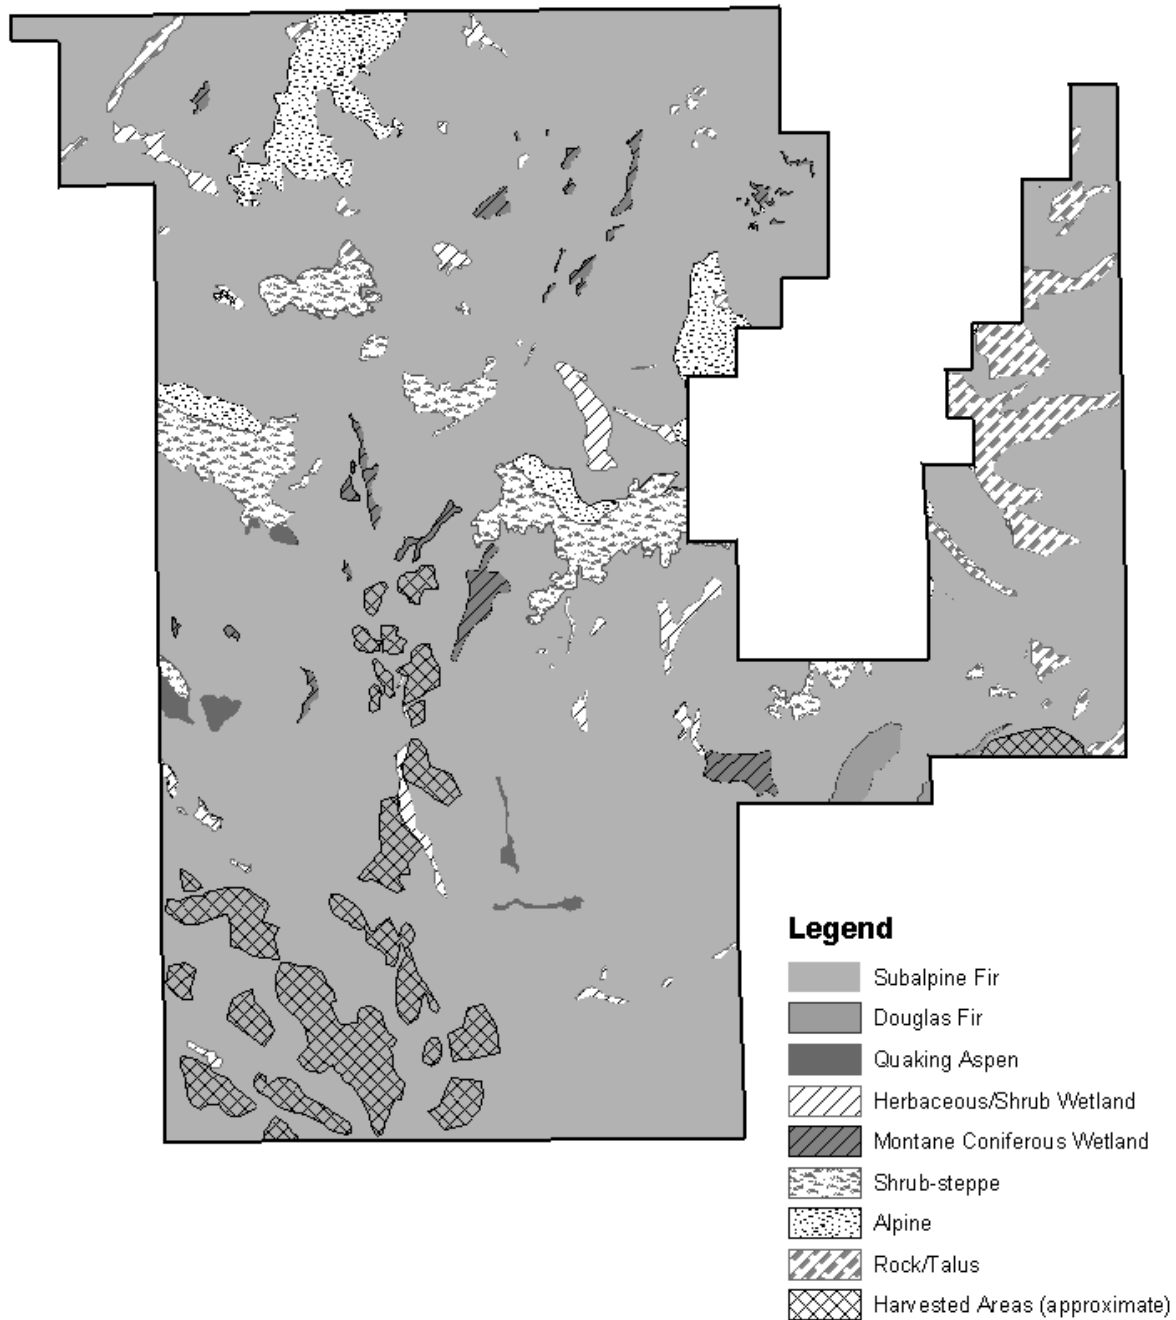 Legend
Subalpine Fir
Douglas Fir
Quaking Aspen
Herbaceous/Shrub Wetland
Montane Coniferous Wetland
Shrub-steppe
Alpine
Rock/Talus
Harvested Areas (approximate)